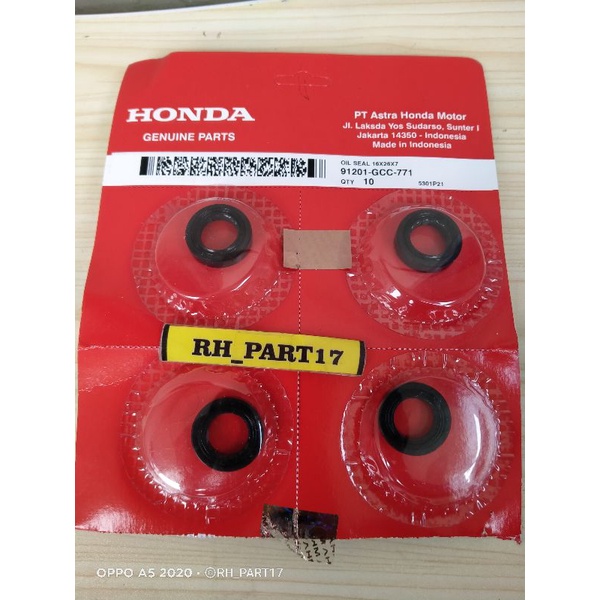 HONDA
GENUINE PARTS
PT Astra Honda Motor
Jl. Laksda Yos Sudarso, Sunter I
Jakarta 14350 - Indonesia
Made in Indonesia
OIL SEAL 16X26X7
91201-GCC-771
QTY 10 5301P21
RH_PART17
OPPO A5 2020 · ©RH_PART17